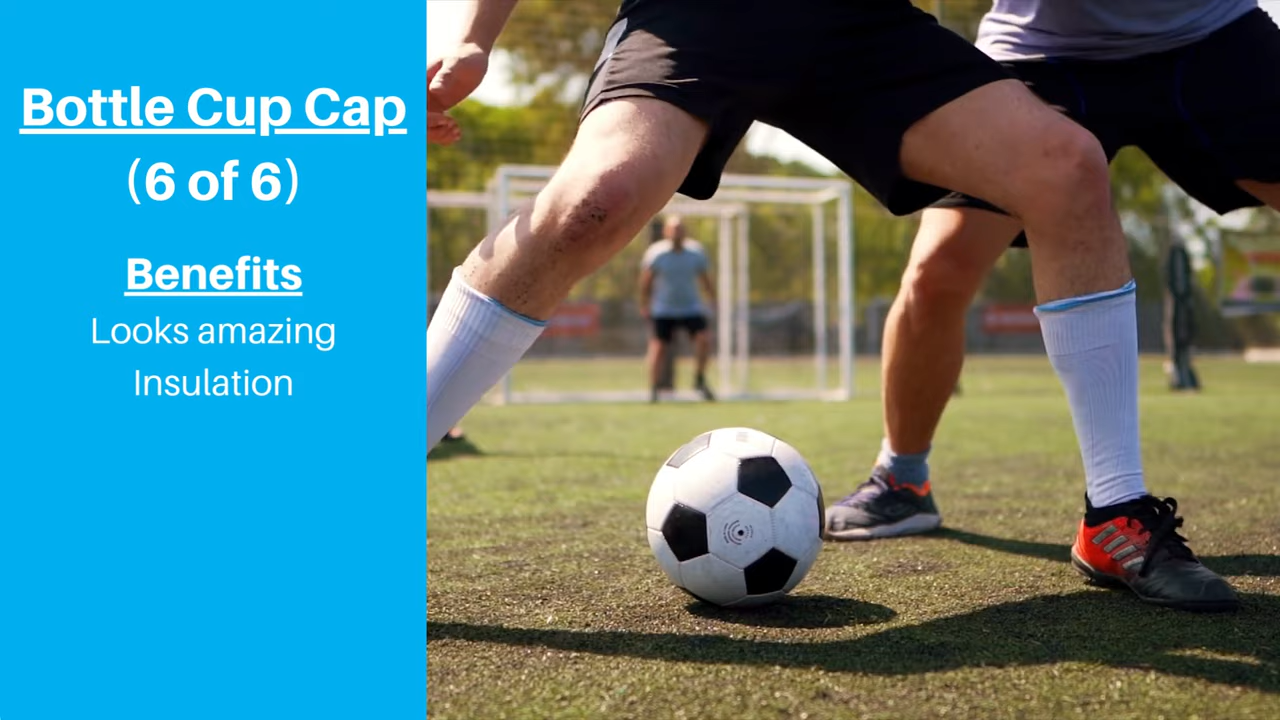 Bottle Cup Cap
(6 of 6)
Benefits
Looks amazing
Insulation